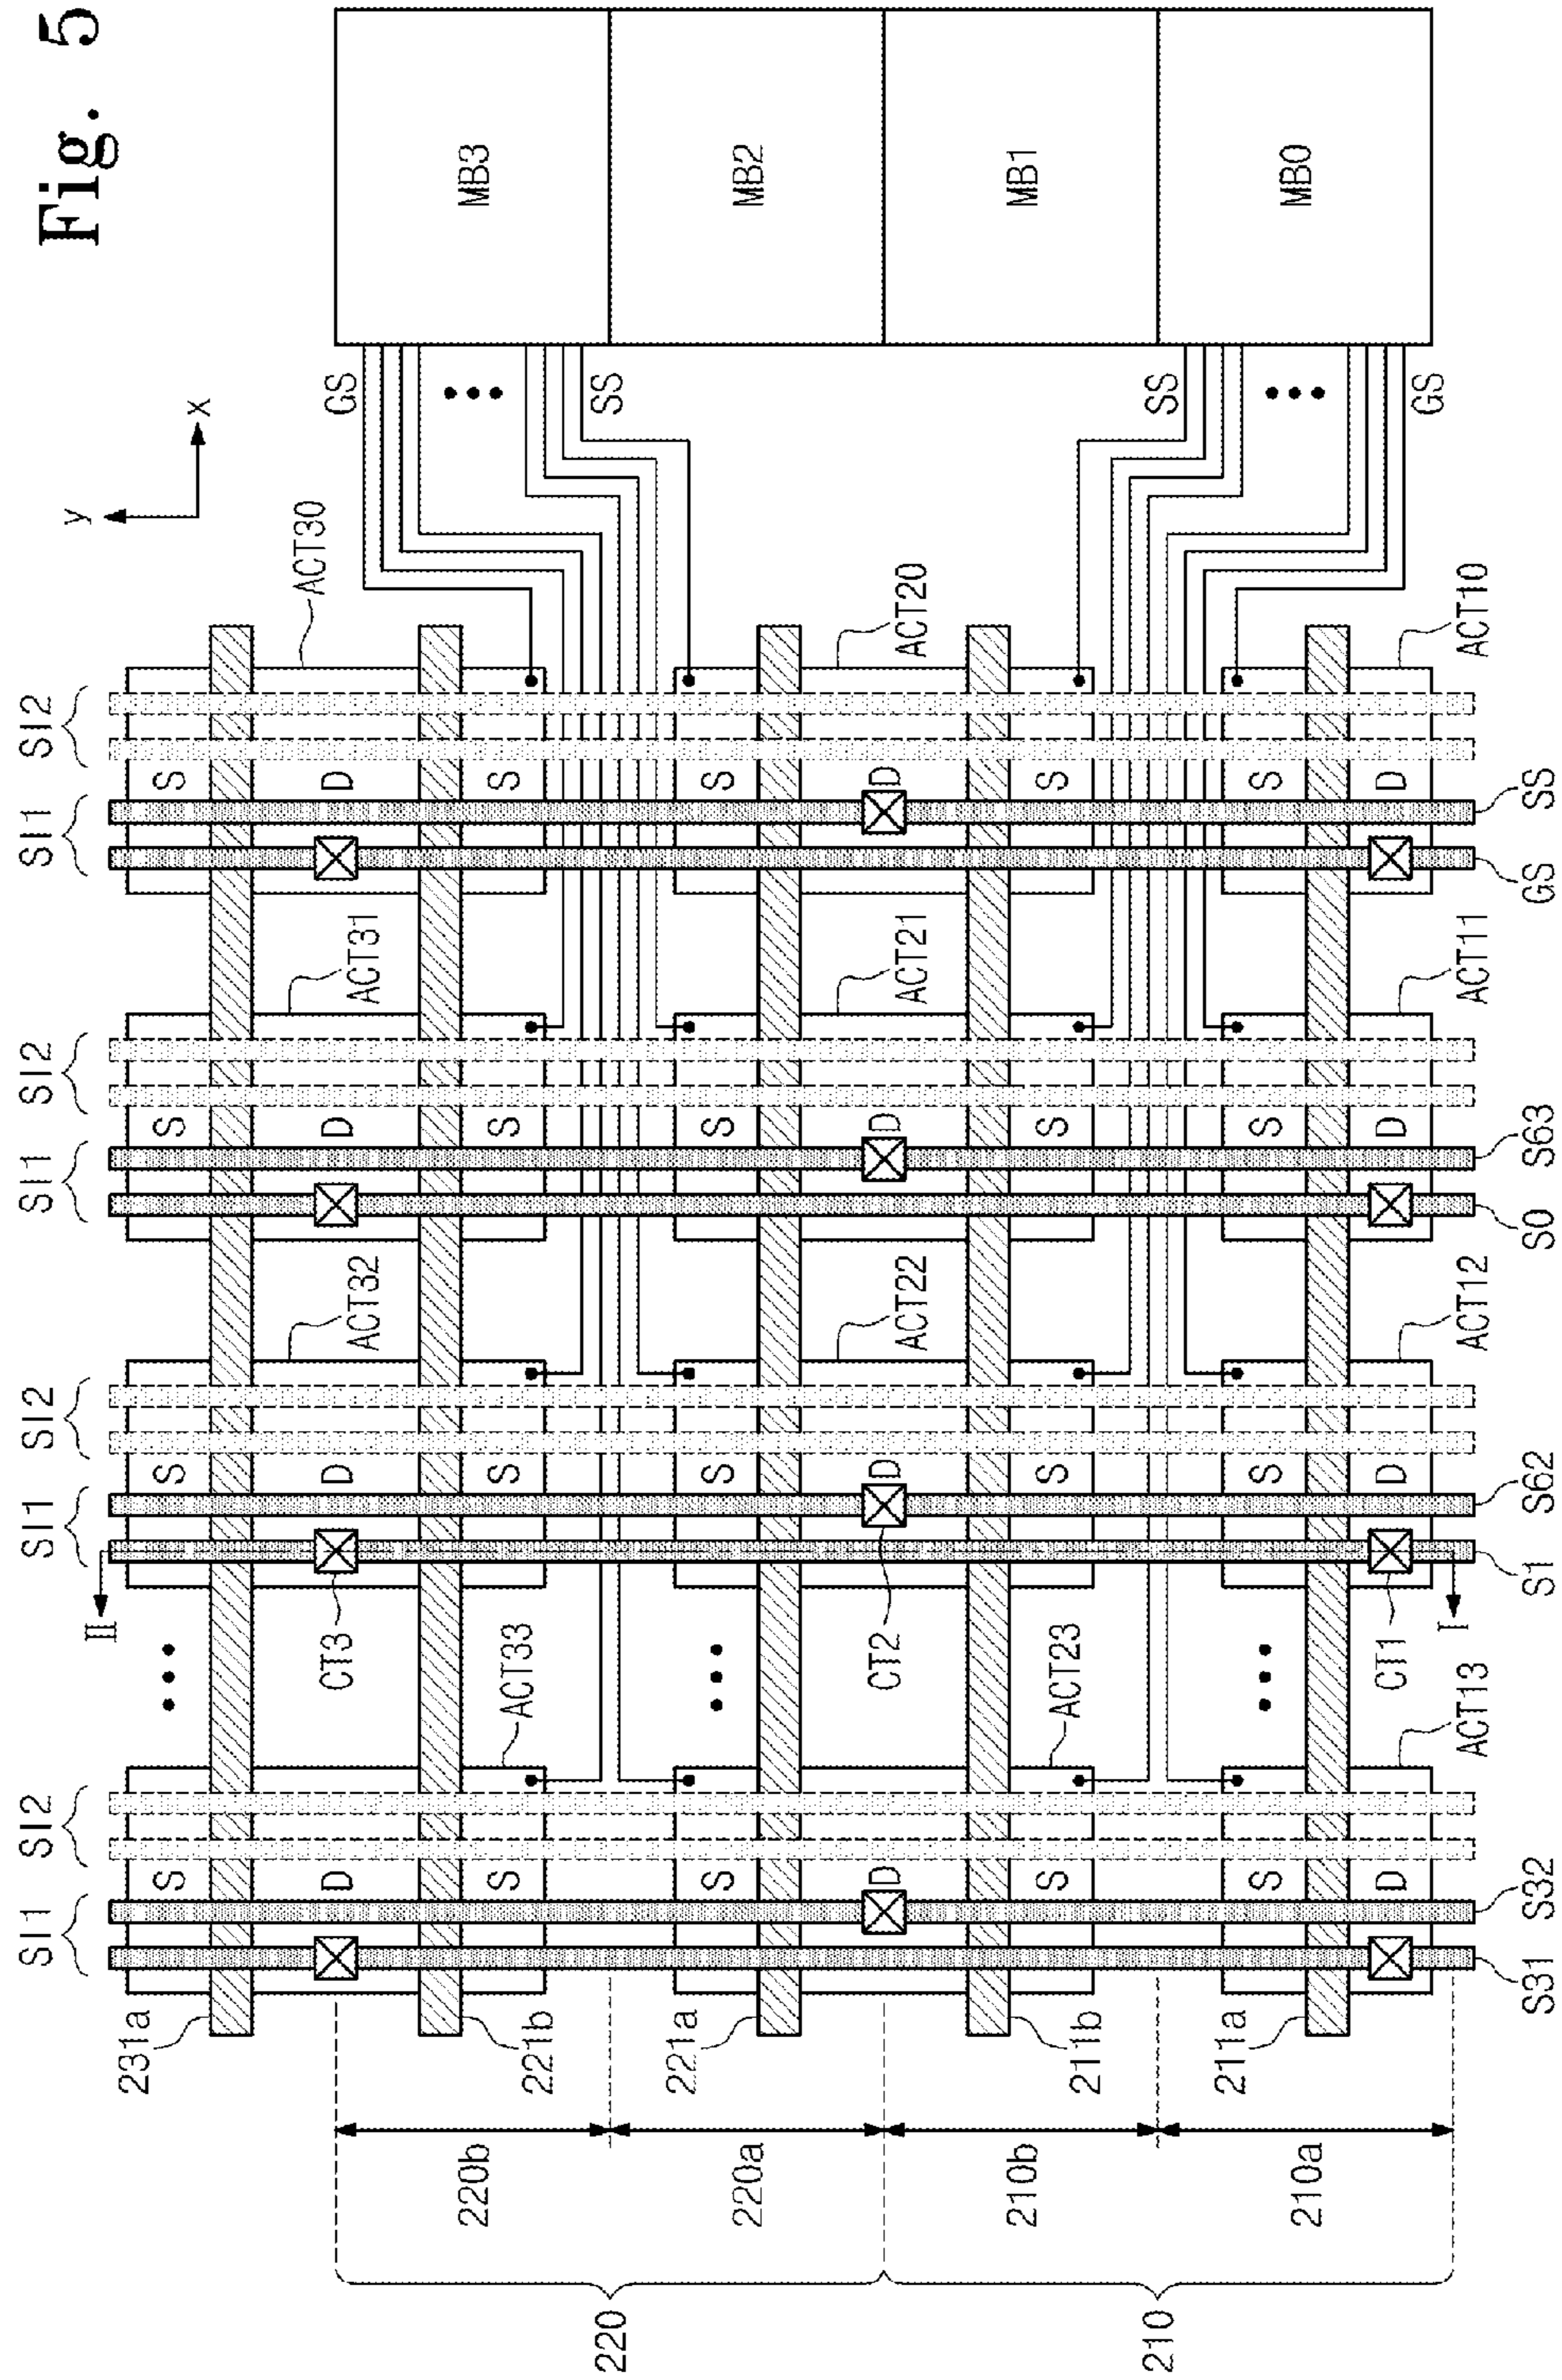 Fig. 5
SI1 SI2 SI1 SI2 SI1 SI2 SI1 SI2
y
II
231a
S S S S
x
ACT30
D CT3 D D D GS
ACT32 ACT31
220b MB3
S S S S
ACT33
221b
220 SS
221a
S S S S
220a MB2
D CT2 D D D
ACT22 ACT21 ACT20
210b MB1
S S S S
ACT23
211b
210 SS
211a
S S S S
210a MB0
D CT1 D D D
GS
I
ACT13 ACT12 ACT11 ACT10
S31 S32 S1 S62 S0 S63 GS SS